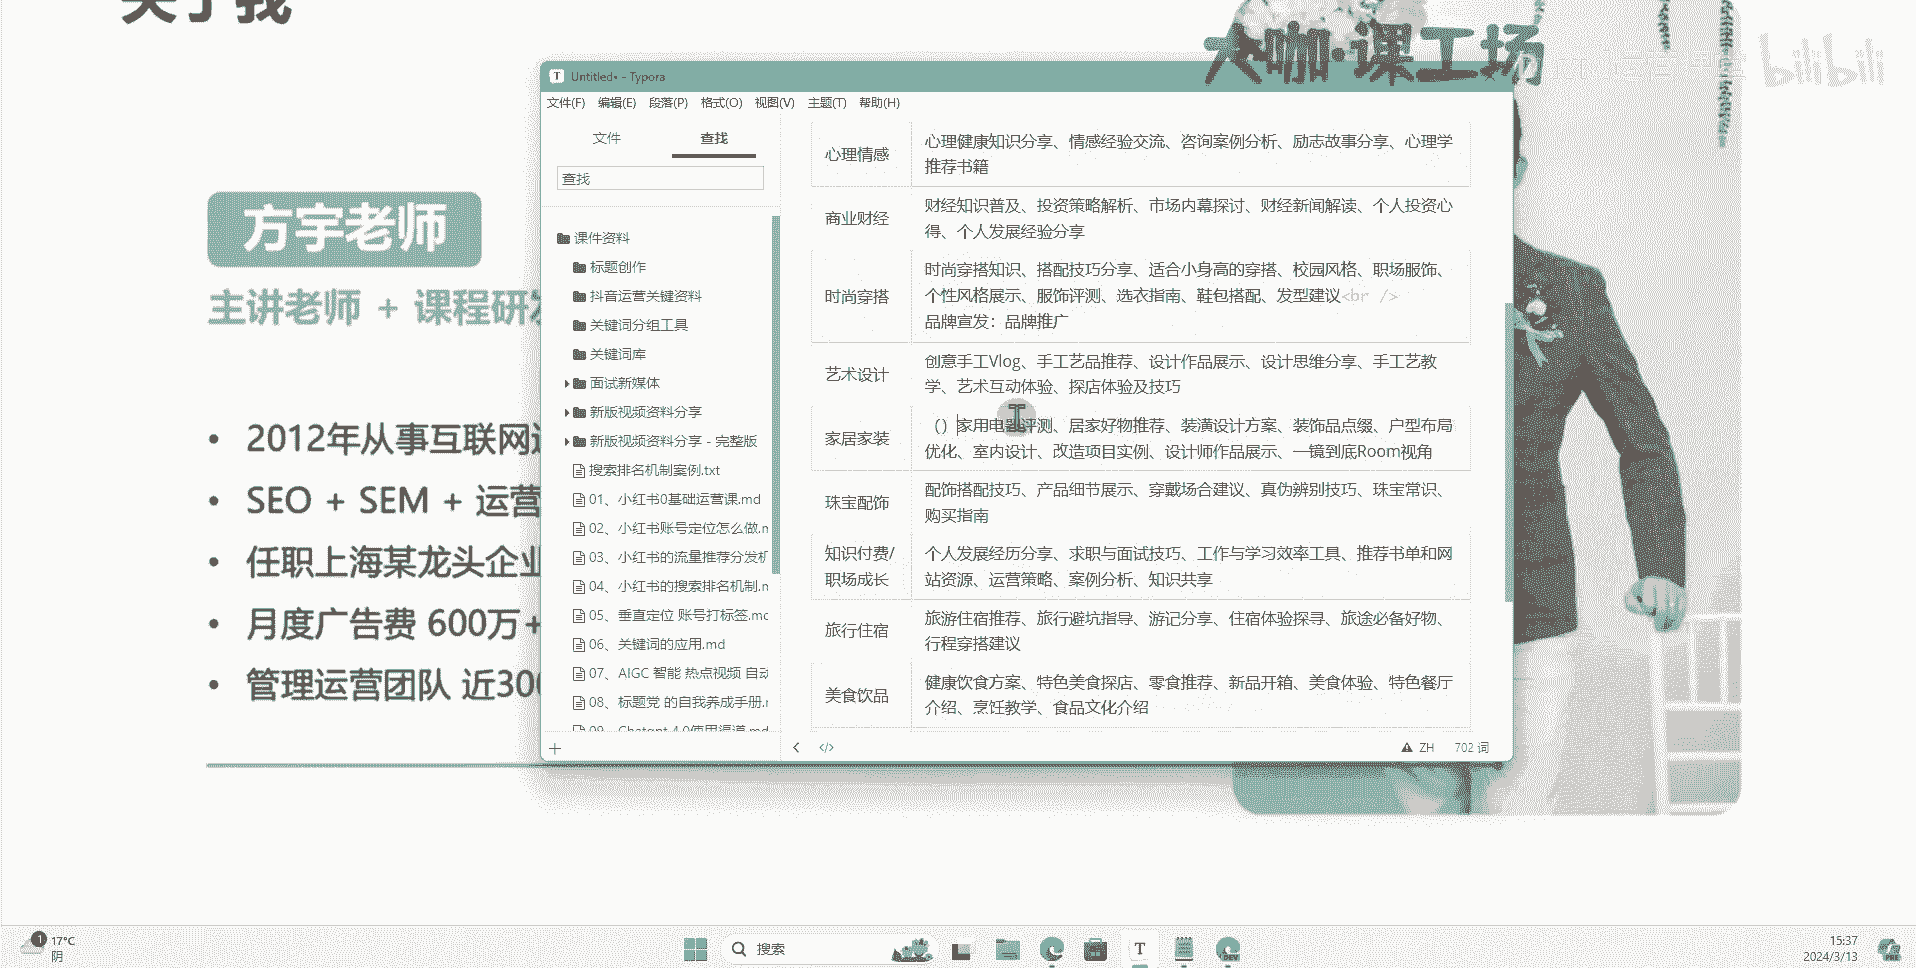 关于我
大咖·课工场
bilibili
方宇老师
主讲老师 + 课程研发
• 2012年从事互联网
• SEO + SEM + 运营
• 任职上海某龙头企业
• 月度广告费 600万+
• 管理运营团队 近300
Untitled• - Typora
文件(F) 编辑(E) 段落(P) 格式(O) 视图(V) 主题(T) 帮助(H)
文件 查找
查找
课件资料
标题创作
抖音运营关键资料
关键词分组工具
关键词库
面试新媒体
新版视频资料分享
新版视频资料分享 - 完整版
搜索排名机制案例.txt
01、小红书0基础运营课.md
02、小红书账号定位怎么做.m
03、小红书的流量推荐分发机
04、小红书的搜索排名机制.m
05、垂直定位 账号打标签.mc
06、关键词的应用.md
07、AIGC 智能 热点视频 自动
08、标题党 的自我养成手册.m
09、Chatgpt 4.0使用渠道.md
心理情感
心理健康知识分享、情感经验交流、咨询案例分析、励志故事分享、心理学
推荐书籍
商业财经
财经知识普及、投资策略解析、市场内幕探讨、财经新闻解读、个人投资心
得、个人发展经验分享
时尚穿搭
时尚穿搭知识、搭配技巧分享、适合小身高的穿搭、校园风格、职场服饰、
个性风格展示、服饰评测、选衣指南、鞋包搭配、发型建议<br />
品牌宣发：品牌推广
艺术设计
创意手工Vlog、手工艺品推荐、设计作品展示、设计思维分享、手工艺教
学、艺术互动体验、探店体验及技巧
家居家装
（）家用电器评测、居家好物推荐、装潢设计方案、装饰品点缀、户型布局
优化、室内设计、改造项目实例、设计师作品展示、一镜到底Room视角
珠宝配饰
配饰搭配技巧、产品细节展示、穿戴场合建议、真伪辨别技巧、珠宝常识、
购买指南
知识付费/
职场成长
个人发展经历分享、求职与面试技巧、工作与学习效率工具、推荐书单和网
站资源、运营策略、案例分析、知识共享
旅行住宿
旅游住宿推荐、旅行避坑指导、游记分享、住宿体验探寻、旅途必备好物、
行程穿搭建议
美食饮品
健康饮食方案、特色美食探店、零食推荐、新品开箱、美食体验、特色餐厅
介绍、烹饪教学、食品文化介绍
</> ZH 702 词
1 17°C
阴
搜索
15:37
2024/3/13